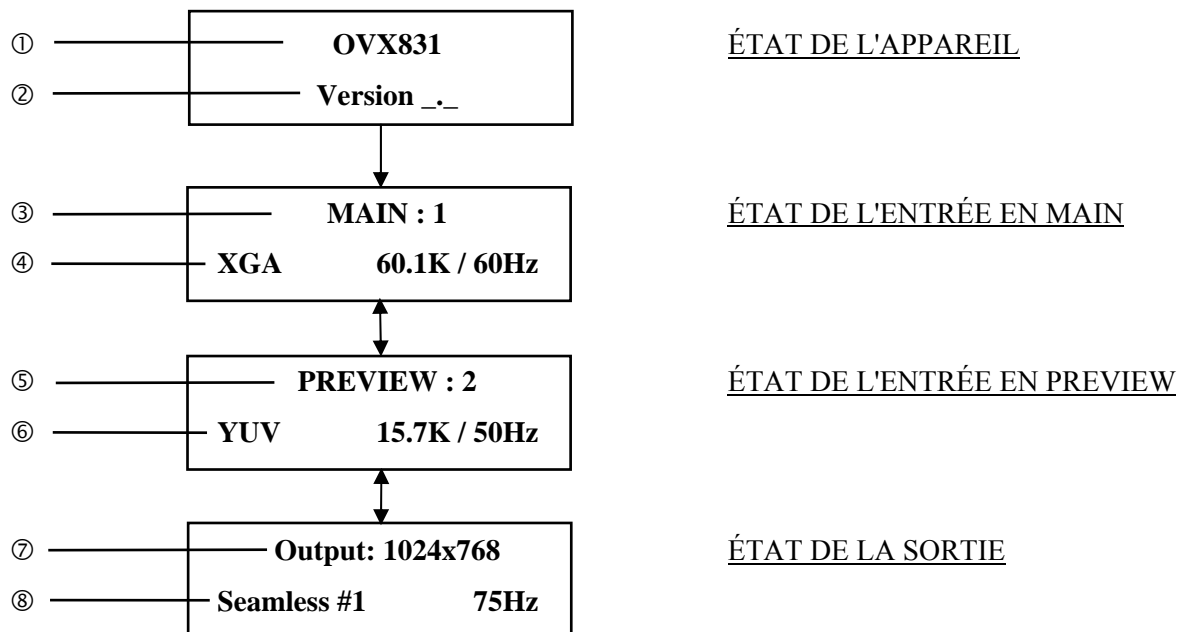 ① OVX831 ÉTAT DE L'APPAREIL
② Version _._
③ MAIN : 1 ÉTAT DE L'ENTRÉE EN MAIN
④ XGA 60.1K / 60Hz
⑤ PREVIEW : 2 ÉTAT DE L'ENTRÉE EN PREVIEW
⑥ YUV 15.7K / 50Hz
⑦ Output: 1024x768 ÉTAT DE LA SORTIE
⑧ Seamless #1 75Hz